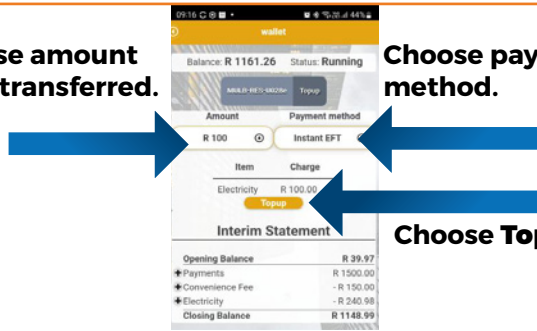 09:16
44%
wallet
se amount
transferred.
Choose pay
method.
Balance: R 1161.26 Status: Running
Topup
Amount Payment method
R 100 Instant EFT
Item Charge
Electricity R 100.00
Topup
Choose Top
Interim Statement
Opening Balance R 39.97
+Payments R 1500.00
+Convenience Fee - R 150.00
+Electricity - R 240.98
Closing Balance R 1148.99